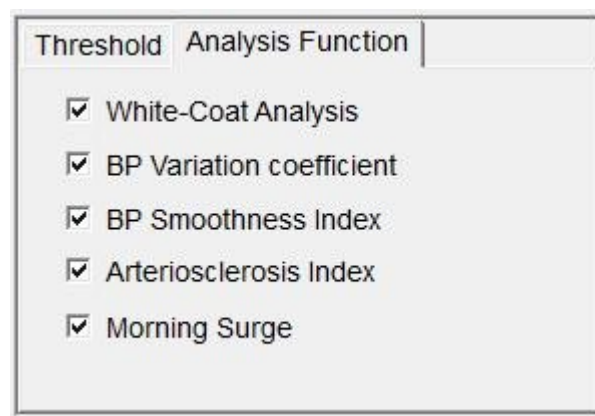 Threshold Analysis Function
White-Coat Analysis
BP Variation coefficient
BP Smoothness Index
Arteriosclerosis Index
Morning Surge